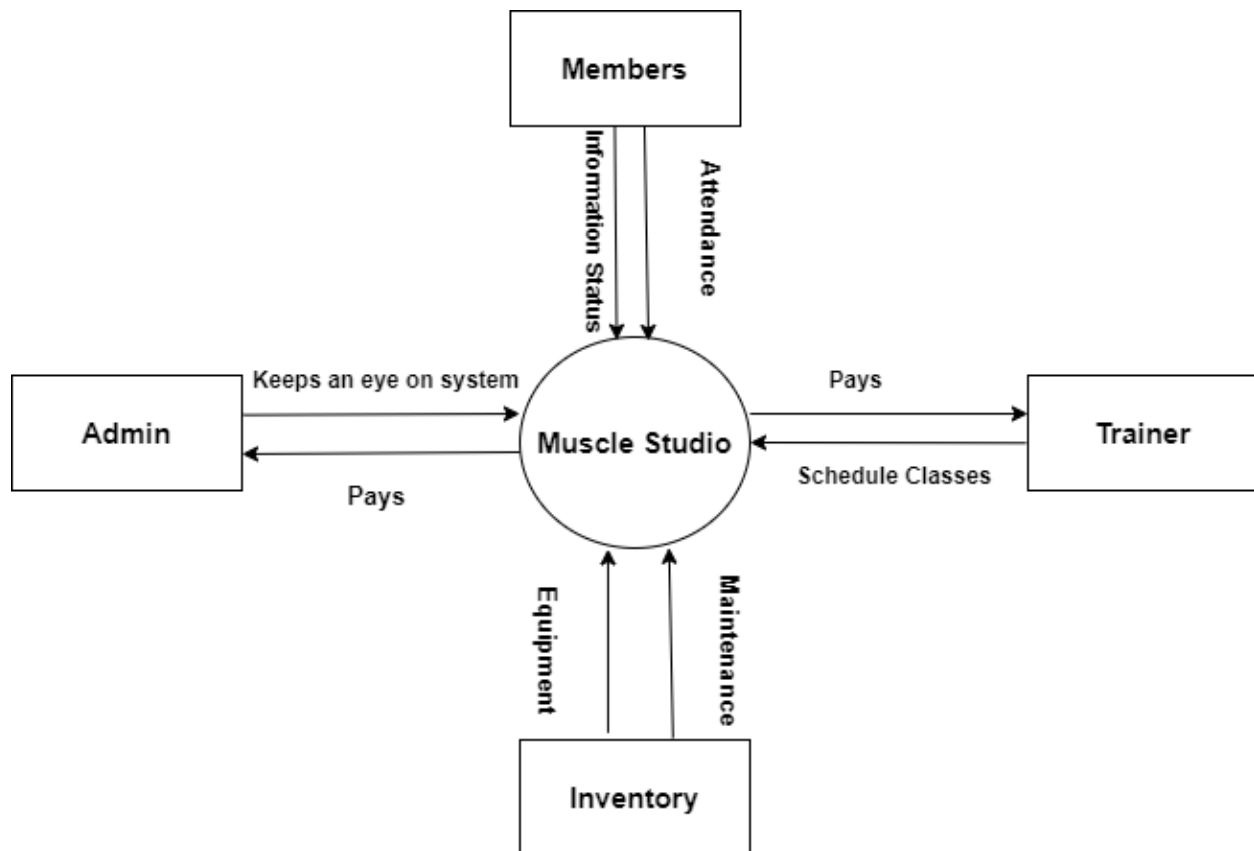 Members
Information Status
Attendance
Keeps an eye on system
Pays
Admin
Muscle Studio
Trainer
Pays
Schedule Classes
Equipment
Maintenance
Inventory